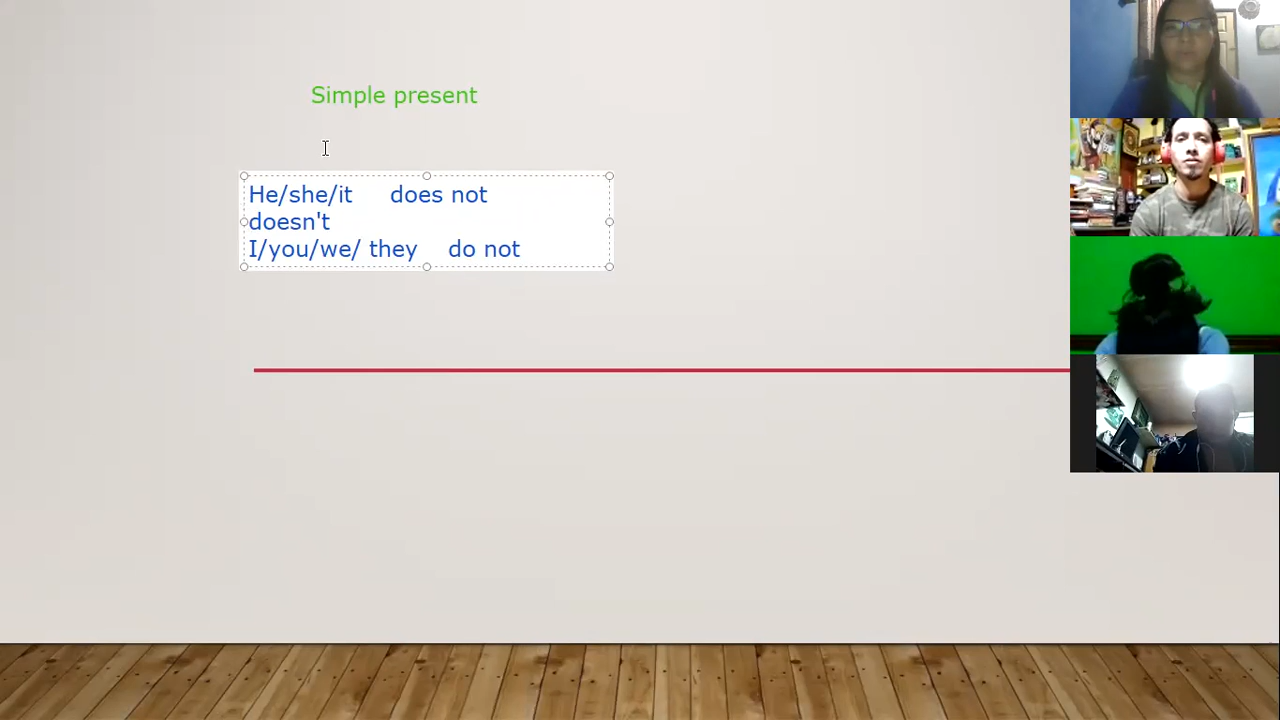 Simple present
He/she/it does not
doesn't
I/you/we/ they do not